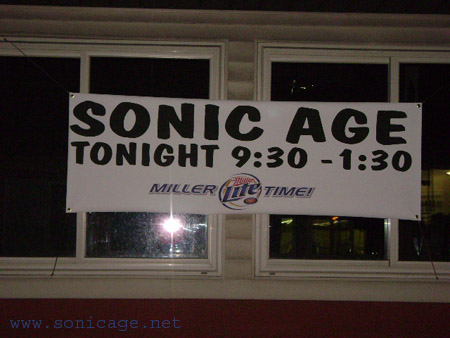 SONIC AGE
TONIGHT 9:30 - 1:30
MILLER Miller Lite TIME!
www.sonicage.net